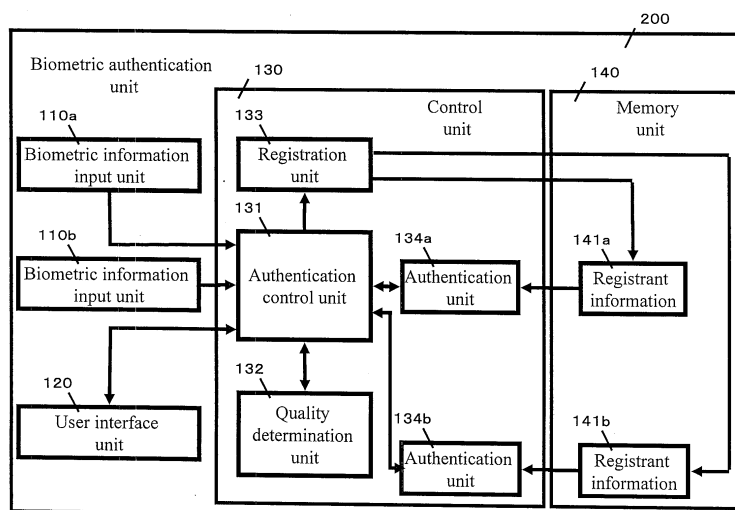 200
Biometric authentication
unit
130
140
Control
unit
Memory
unit
110a
Biometric information
input unit
133
Registration
unit
131
Authentication
control unit
110b
Biometric information
input unit
134a
Authentication
unit
141a
Registrant
information
120
User interface
unit
132
Quality
determination
unit
134b
Authentication
unit
141b
Registrant
information